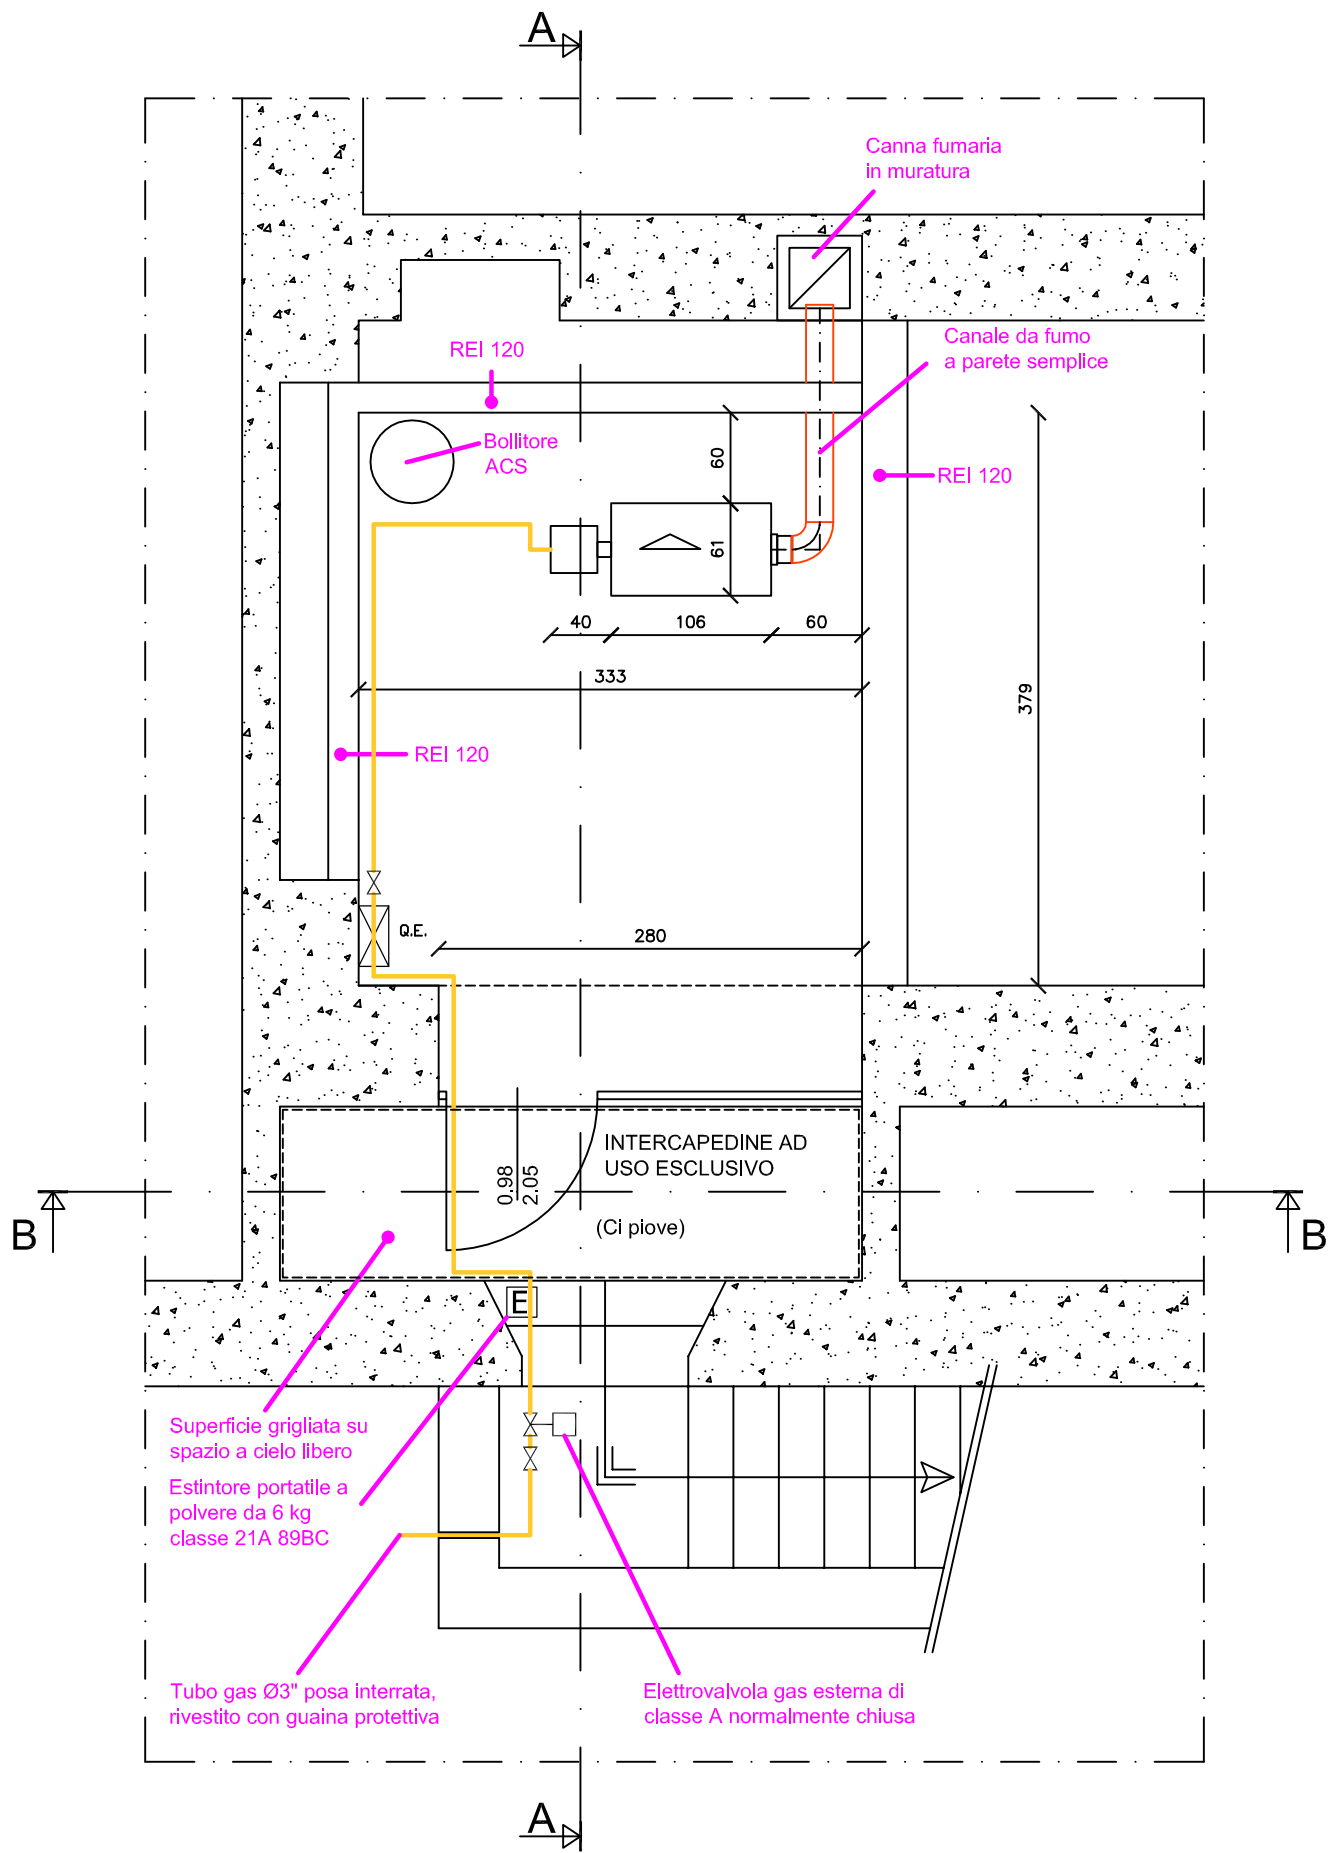 A
Canna fumaria
in muratura
Canale da fumo
a parete semplice
REI 120
Bollitore
ACS
60
REI 120
61
40
106
60
333
379
REI 120
Q.E.
280
INTERCAPEDINE AD
USO ESCLUSIVO
0.98
2.05
(Ci piove)
B
B
E
Superficie grigliata su
spazio a cielo libero
Estintore portatile a
polvere da 6 kg
classe 21A 89BC
Tubo gas Ø3" posa interrata,
rivestito con guaina protettiva
Elettrovalvola gas esterna di
classe A normalmente chiusa
A